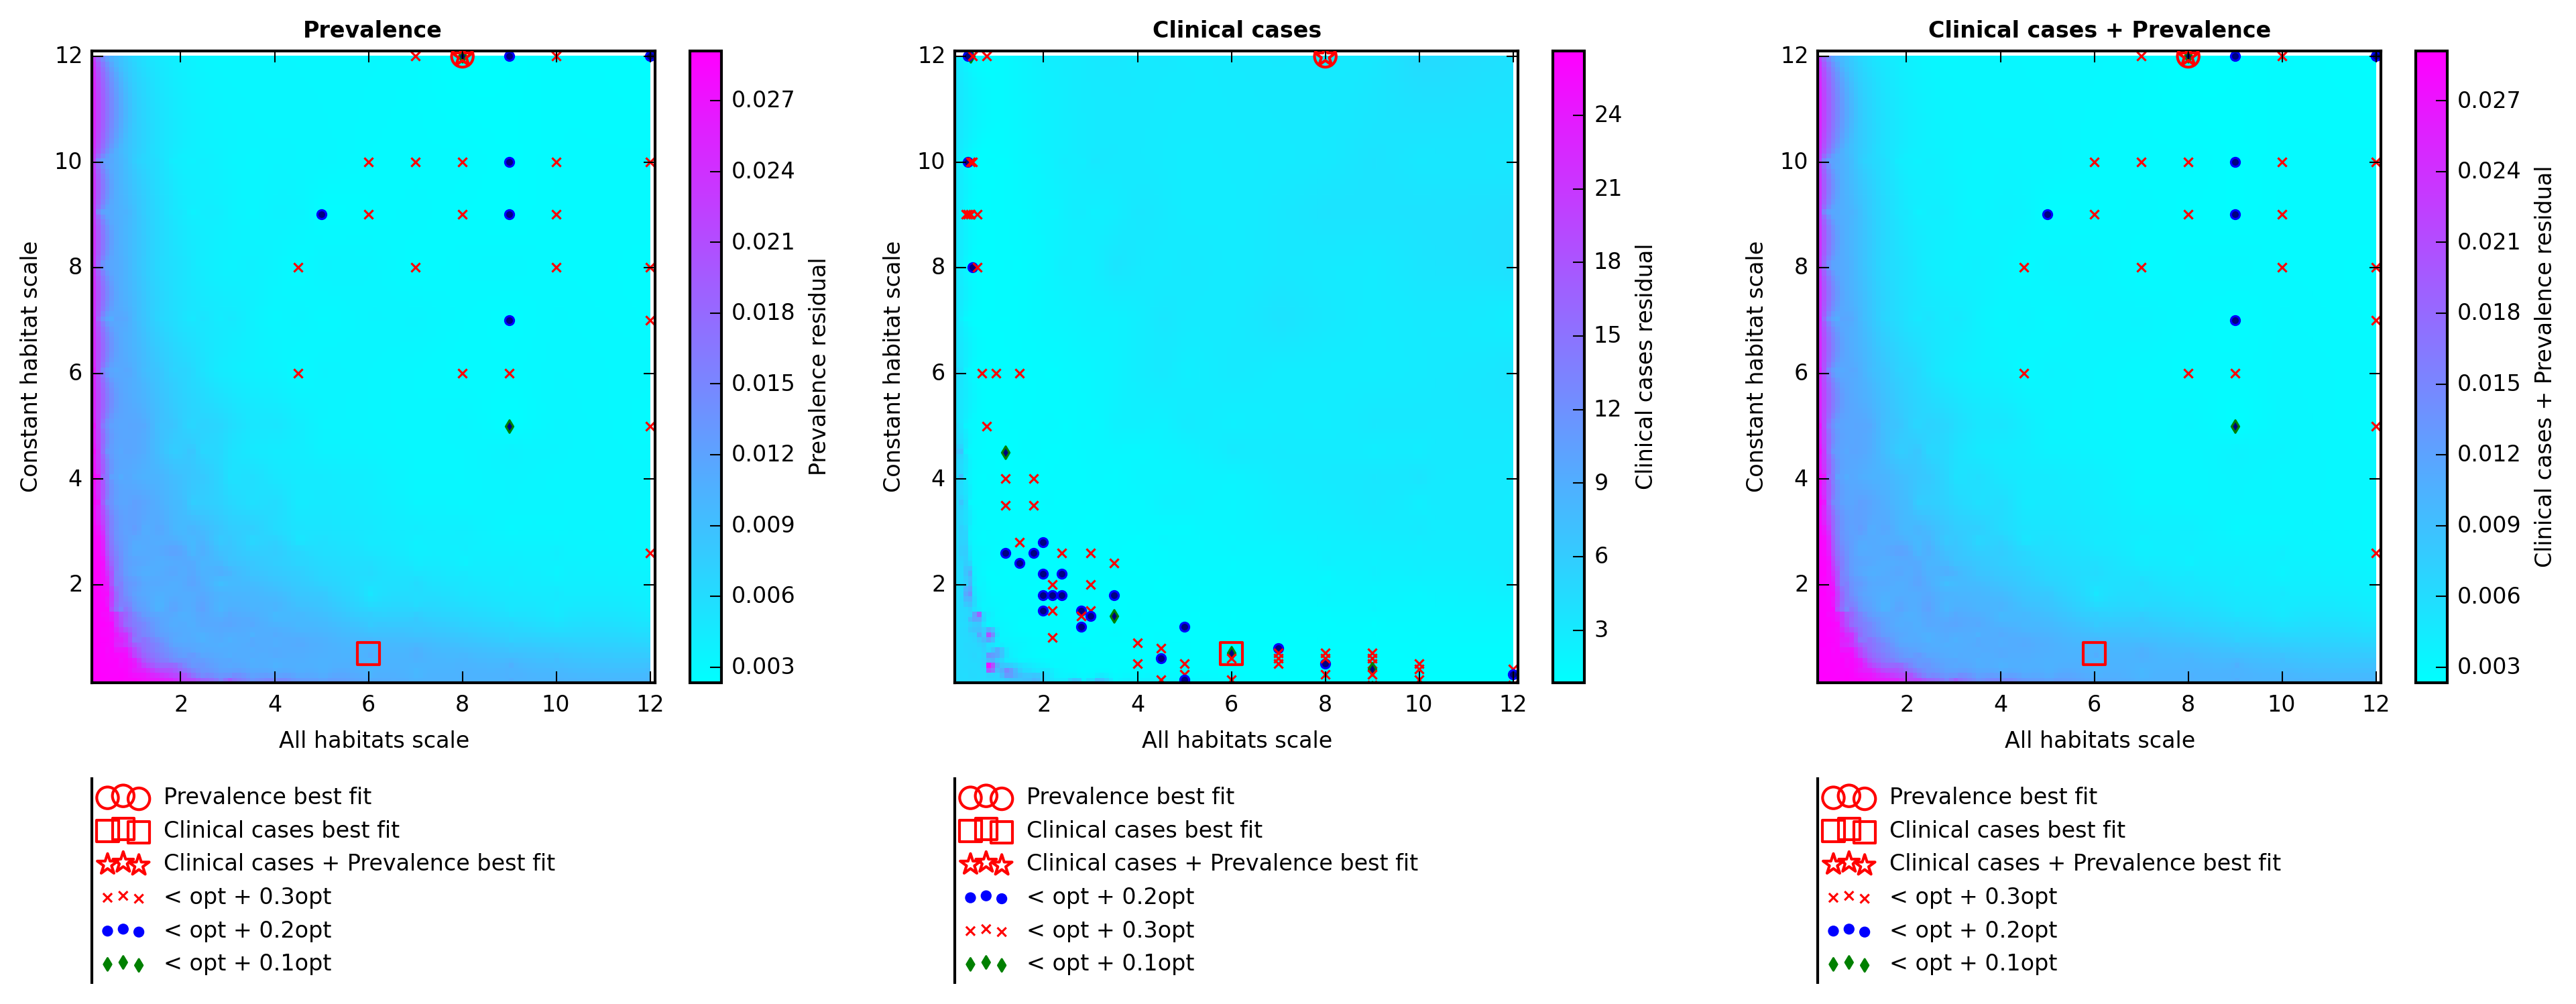 Prevalence
12
10
8
6
4
2
2 4 6 8 10 12
Constant habitat scale
All habitats scale
0.027
0.024
0.021
0.018
0.015
0.012
0.009
0.006
0.003
Prevalence residual
Prevalence best fit
Clinical cases best fit
Clinical cases + Prevalence best fit
< opt + 0.3opt
< opt + 0.2opt
< opt + 0.1opt
Clinical cases
12
10
8
6
4
2
2 4 6 8 10 12
Constant habitat scale
All habitats scale
24
21
18
15
12
9
6
3
Clinical cases residual
Prevalence best fit
Clinical cases best fit
Clinical cases + Prevalence best fit
< opt + 0.2opt
< opt + 0.3opt
< opt + 0.1opt
Clinical cases + Prevalence
12
10
8
6
4
2
2 4 6 8 10 12
Constant habitat scale
All habitats scale
0.027
0.024
0.021
0.018
0.015
0.012
0.009
0.006
0.003
Clinical cases + Prevalence residual
Prevalence best fit
Clinical cases best fit
Clinical cases + Prevalence best fit
< opt + 0.3opt
< opt + 0.2opt
< opt + 0.1opt